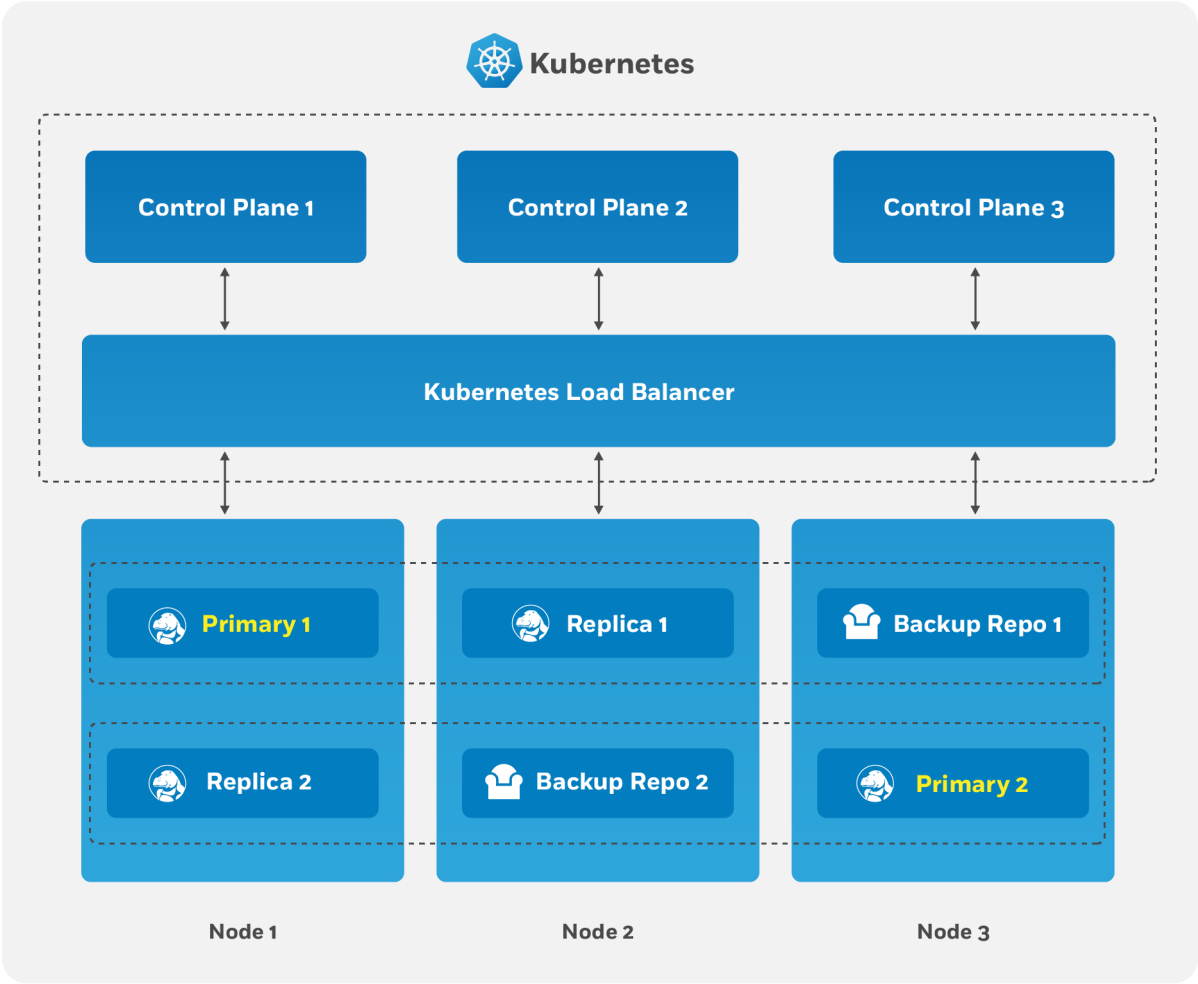 Kubernetes
Control Plane 1
Control Plane 2
Control Plane 3
Kubernetes Load Balancer
Primary 1
Replica 1
Backup Repo 1
Replica 2
Backup Repo 2
Primary 2
Node 1
Node 2
Node 3